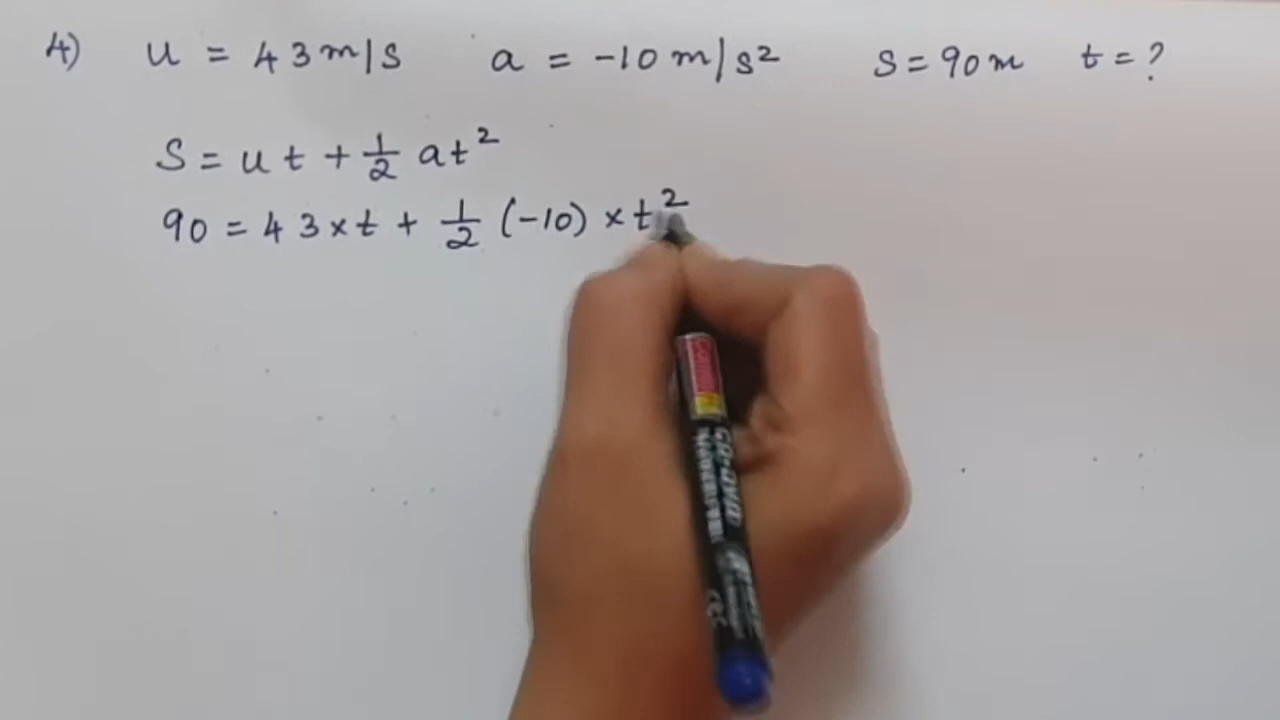 4) u = 43 m/s a = -10 m/s² S = 90 m t = ?
S = ut + 1/2 at²
90 = 43 × t + 1/2 (-10) × t²